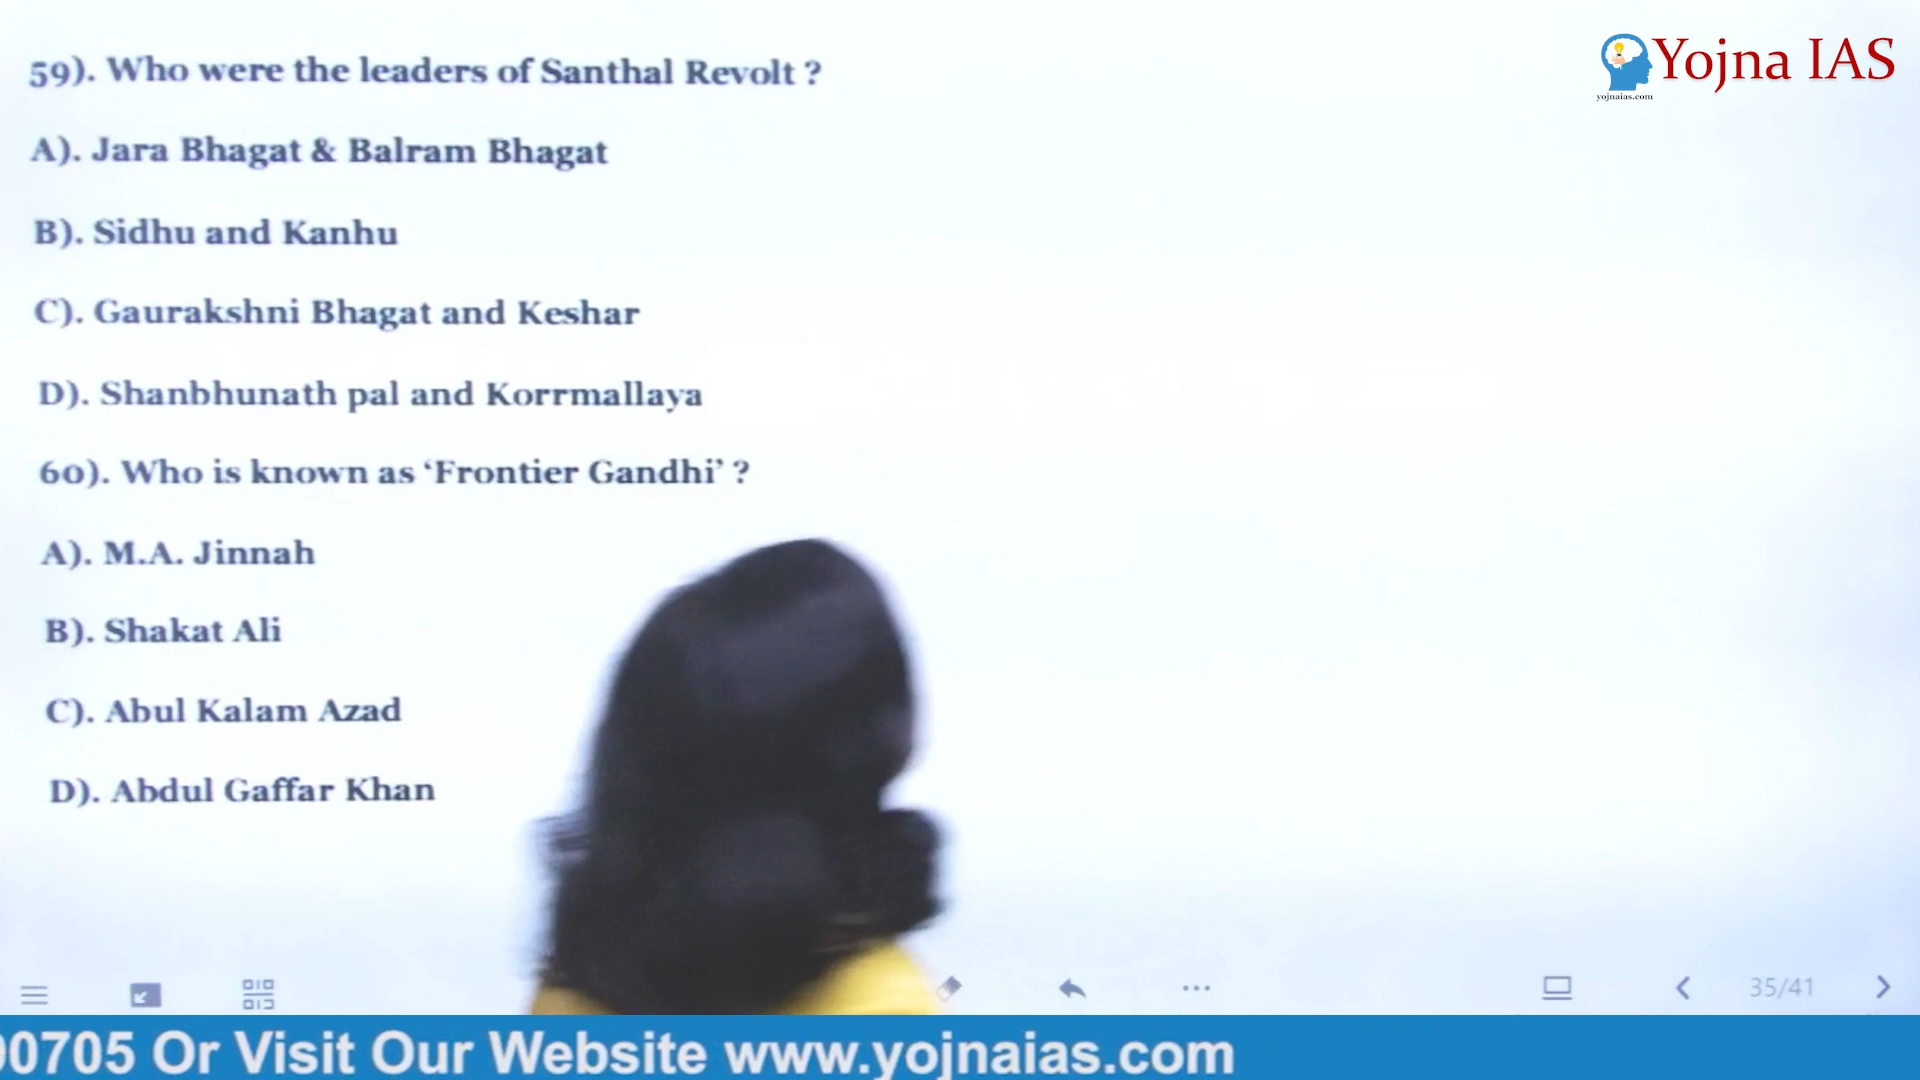 59). Who were the leaders of Santhal Revolt ?
Yojna IAS
yojnaias.com
A). Jara Bhagat & Balram Bhagat
B). Sidhu and Kanhu
C). Gaurakshni Bhagat and Keshar
D). Shanbhunath pal and Korrmallaya
60). Who is known as ‘Frontier Gandhi’ ?
A). M.A. Jinnah
B). Shakat Ali
C). Abul Kalam Azad
D). Abdul Gaffar Khan
35/41
00705 Or Visit Our Website www.yojnaias.com